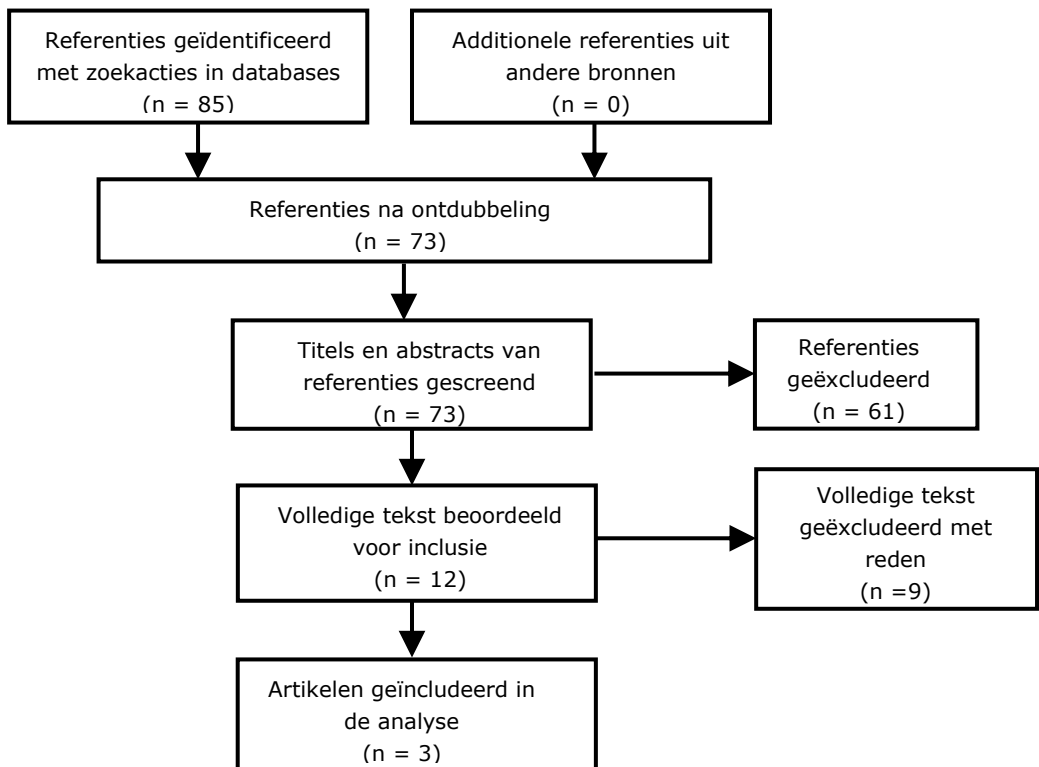 Referenties geïdentificeerd
met zoekacties in databases
(n = 85)
Additionele referenties uit
andere bronnen
(n = 0)
Referenties na ontdubbeling
(n = 73)
Titels en abstracts van
referenties gescreend
(n = 73)
Referenties
geëxcludeerd
(n = 61)
Volledige tekst beoordeeld
voor inclusie
(n = 12)
Volledige tekst
geëxcludeerd met
reden
(n =9)
Artikelen geïncludeerd in
de analyse
(n = 3)